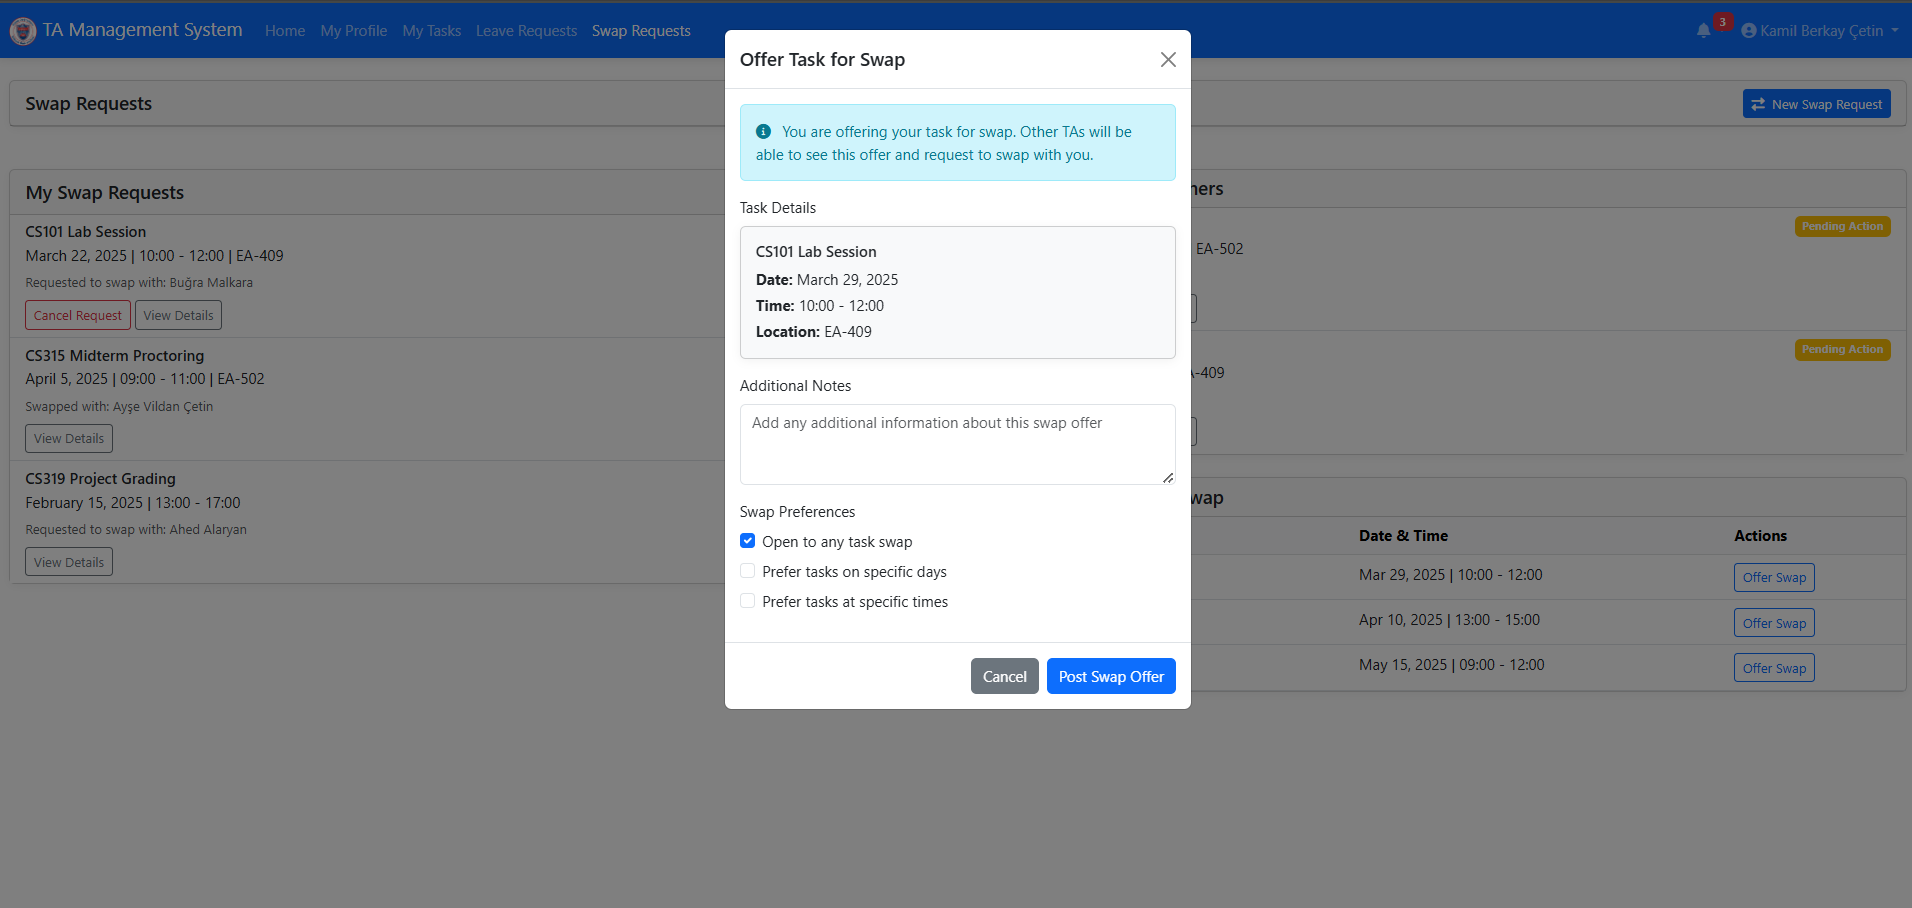 TA Management System Home My Profile My Tasks Leave Requests Swap Requests
3 Kamil Berkay Çetin
Swap Requests
New Swap Request
My Swap Requests
CS101 Lab Session
March 22, 2025 | 10:00 - 12:00 | EA-409
Requested to swap with: Buğra Malkara
Cancel Request View Details
CS315 Midterm Proctoring
April 5, 2025 | 09:00 - 11:00 | EA-502
Swapped with: Ayşe Vildan Çetin
View Details
CS319 Project Grading
February 15, 2025 | 13:00 - 17:00
Requested to swap with: Ahed Alaryan
View Details
Offer Task for Swap
You are offering your task for swap. Other TAs will be
able to see this offer and request to swap with you.
Task Details
CS101 Lab Session
Date: March 29, 2025
Time: 10:00 - 12:00
Location: EA-409
Additional Notes
Add any additional information about this swap offer
Swap Preferences
Open to any task swap
Prefer tasks on specific days
Prefer tasks at specific times
Cancel Post Swap Offer
Pending Action
EA-502
Pending Action
-409
Date & Time Actions
Mar 29, 2025 | 10:00 - 12:00 Offer Swap
Apr 10, 2025 | 13:00 - 15:00 Offer Swap
May 15, 2025 | 09:00 - 12:00 Offer Swap